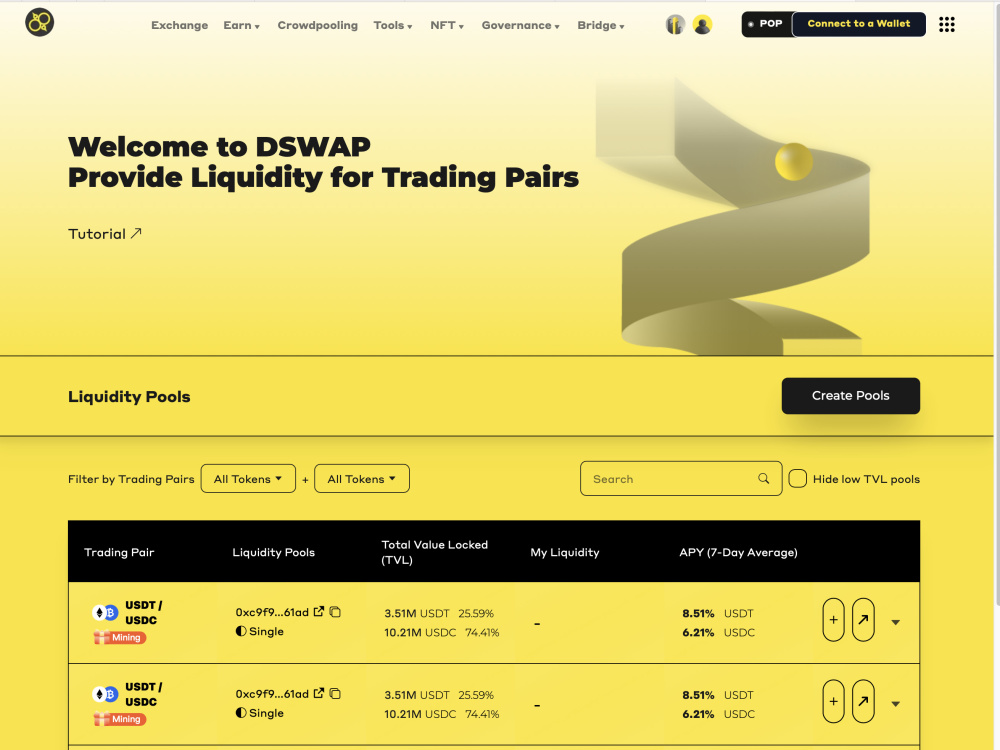 Exchange Earn Crowdpooling Tools NFT Governance Bridge POP Connect to a Wallet
Welcome to DSWAP
Provide Liquidity for Trading Pairs
Tutorial
Liquidity Pools Create Pools
Filter by Trading Pairs All Tokens + All Tokens Search Hide low TVL pools
Trading Pair Liquidity Pools Total Value Locked (TVL) My Liquidity APY (7-Day Average)
USDT / USDC
Mining
0xc9f9...61ad
Single
3.51M USDT 25.59%
10.21M USDC 74.41%
-
8.51% USDT
6.21% USDC
+
USDT / USDC
Mining
0xc9f9...61ad
Single
3.51M USDT 25.59%
10.21M USDC 74.41%
-
8.51% USDT
6.21% USDC
+